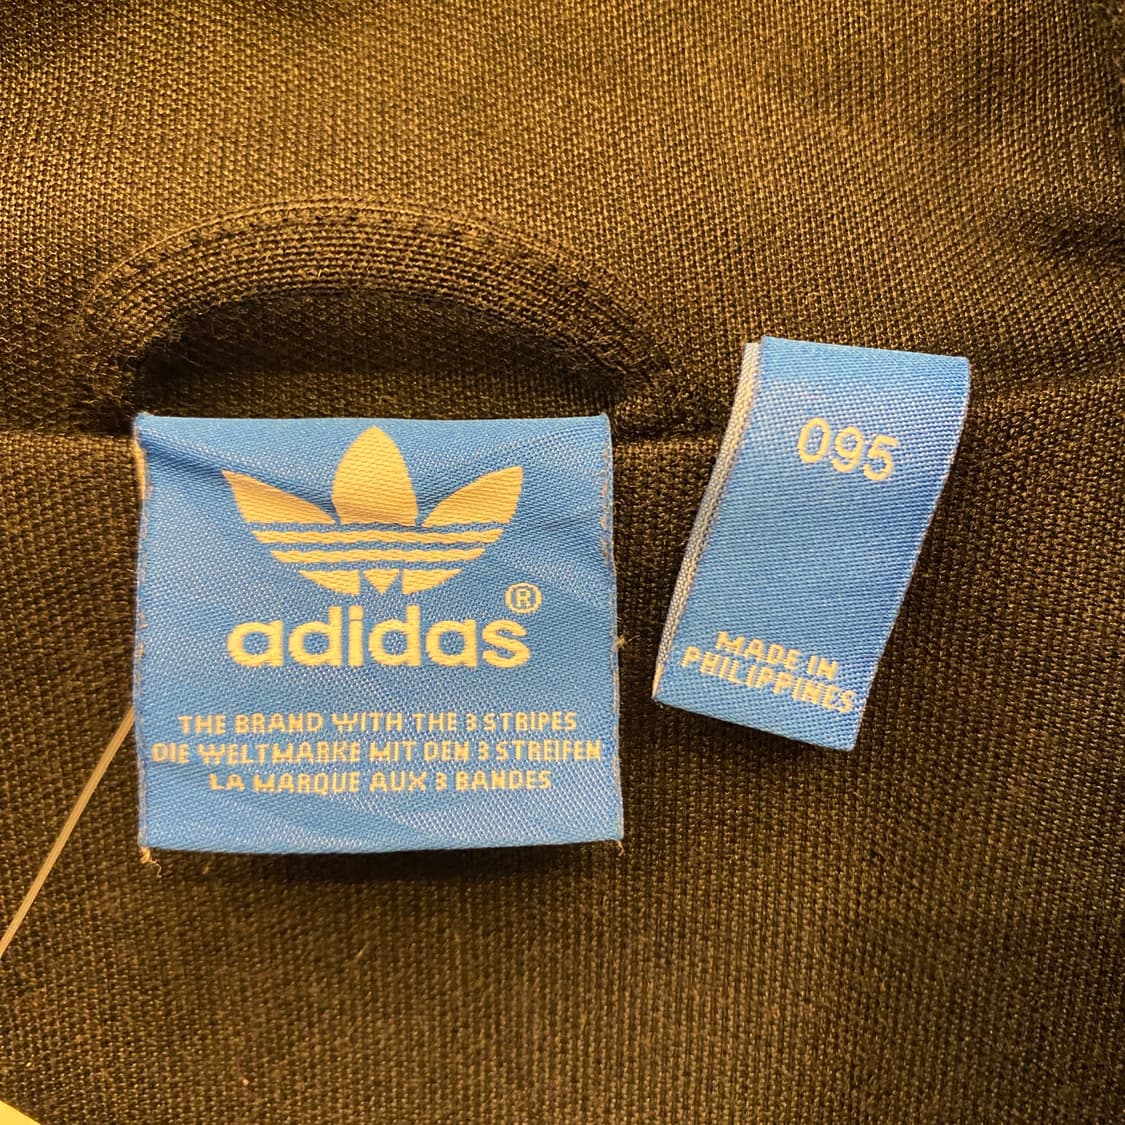 adidas®
THE BRAND WITH THE 3 STRIPES
DIE WELTMARKE MIT DEN 3 STREIFEN
LA MARQUE AUX 3 BANDES
095
MADE IN
PHILIPPINES